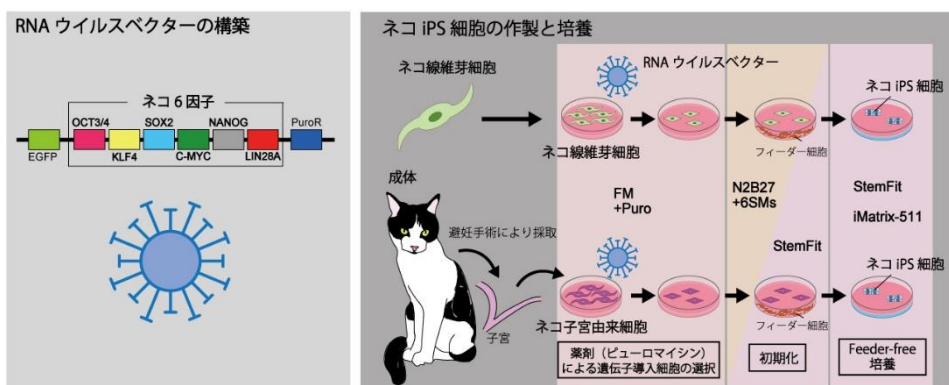 RNA ウイルスベクターの構築
ネコ6因子
OCT3/4
SOX2
NANOG
PuroR
EGFP
KLF4
C-MYC
LIN28A
ネコ iPS 細胞の作製と培養
ネコ線維芽細胞
RNA ウイルスベクター
ネコ iPS 細胞
ネコ線維芽細胞
フィーダー細胞
成体
FM
+Puro
N2B27
+6SMs
StemFit
iMatrix-511
避妊手術により採取
StemFit
ネコ iPS 細胞
子宮
ネコ子宮由来細胞
フィーダー細胞
薬剤（ピューロマイシン）
による遺伝子導入細胞の選択
初期化
Feeder-free
培養